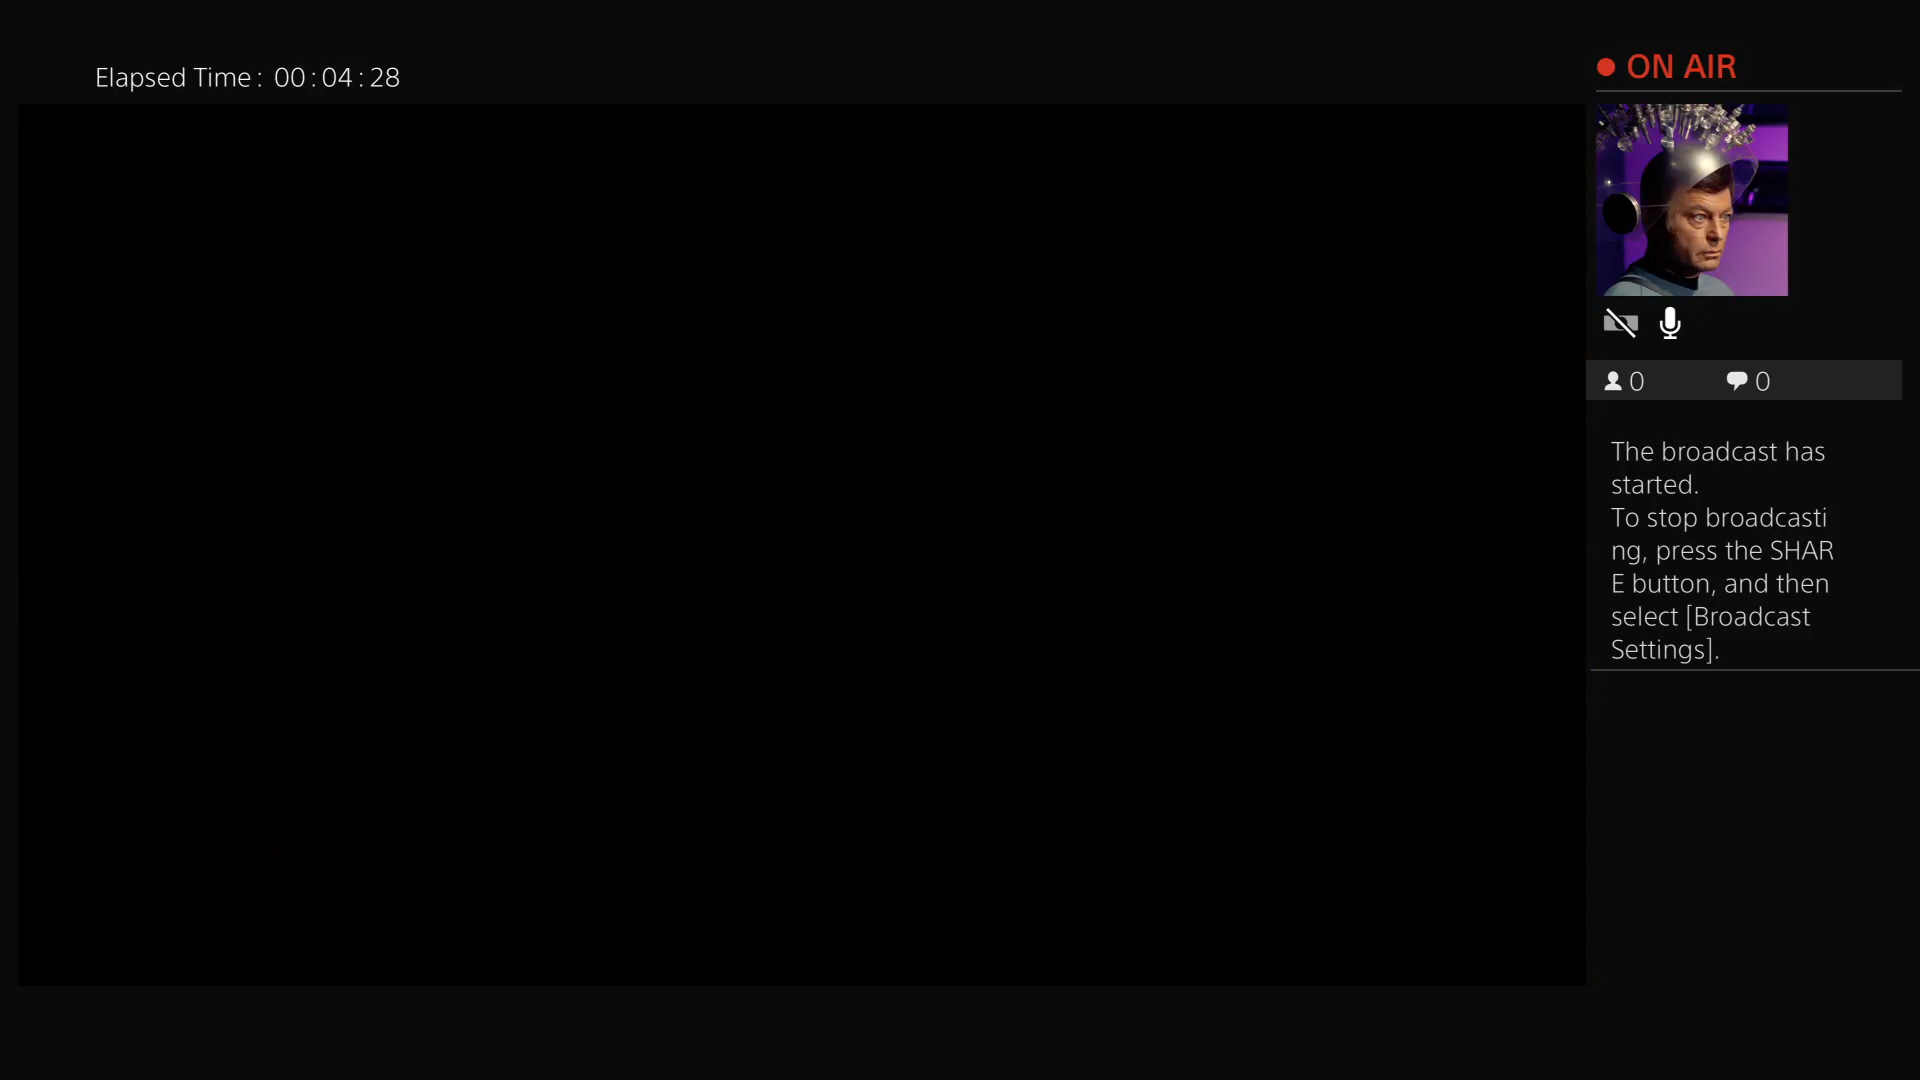 Elapsed Time: 00:04:28
ON AIR
0 0
The broadcast has
started.
To stop broadcasti
ng, press the SHAR
E button, and then
select [Broadcast
Settings].